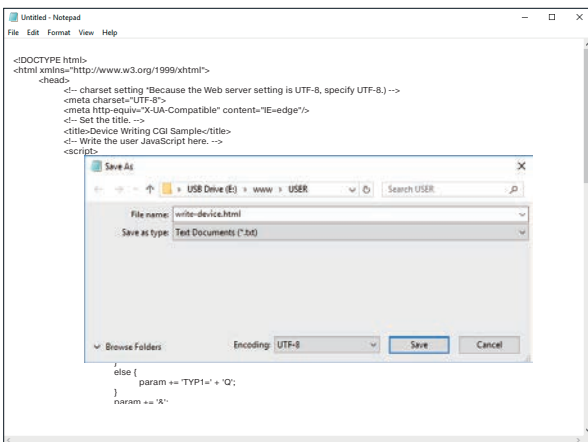 Untitled - Notepad
File Edit Format View Help
<!DOCTYPE html>
<html xmlns="http://www.w3.org/1999/xhtml">
<head>
<!-- charset setting *Because the Web server setting is UTF-8, specify UTF-8.) -->
<meta charset="UTF-8">
<meta http-equiv="X-UA-Compatible" content="IE=edge"/>
<!-- Set the title. -->
<title>Device Writing CGI Sample</title>
<!-- Write the user JavaScript here. -->
<script>
Save As
USB Drive (E:) > www > USER
Search USER
File name: write-device.html
Save as type: Text Documents (*.txt)
Browse Folders
Encoding: UTF-8
Save
Cancel
}
else {
param += 'TYP1=' + 'Q';
}
param += '&';